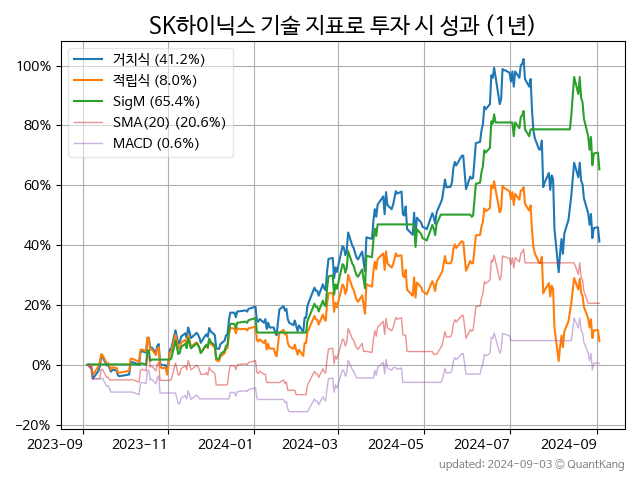 SK하이닉스 기술 지표로 투자 시 성과 (1년)
거치식 (41.2%)
적립식 (8.0%)
SigM (65.4%)
SMA(20) (20.6%)
MACD (0.6%)
100%
80%
60%
40%
20%
0%
−20%
2023-09 2023-11 2024-01 2024-03 2024-05 2024-07 2024-09
updated: 2024-09-03 © QuantKang